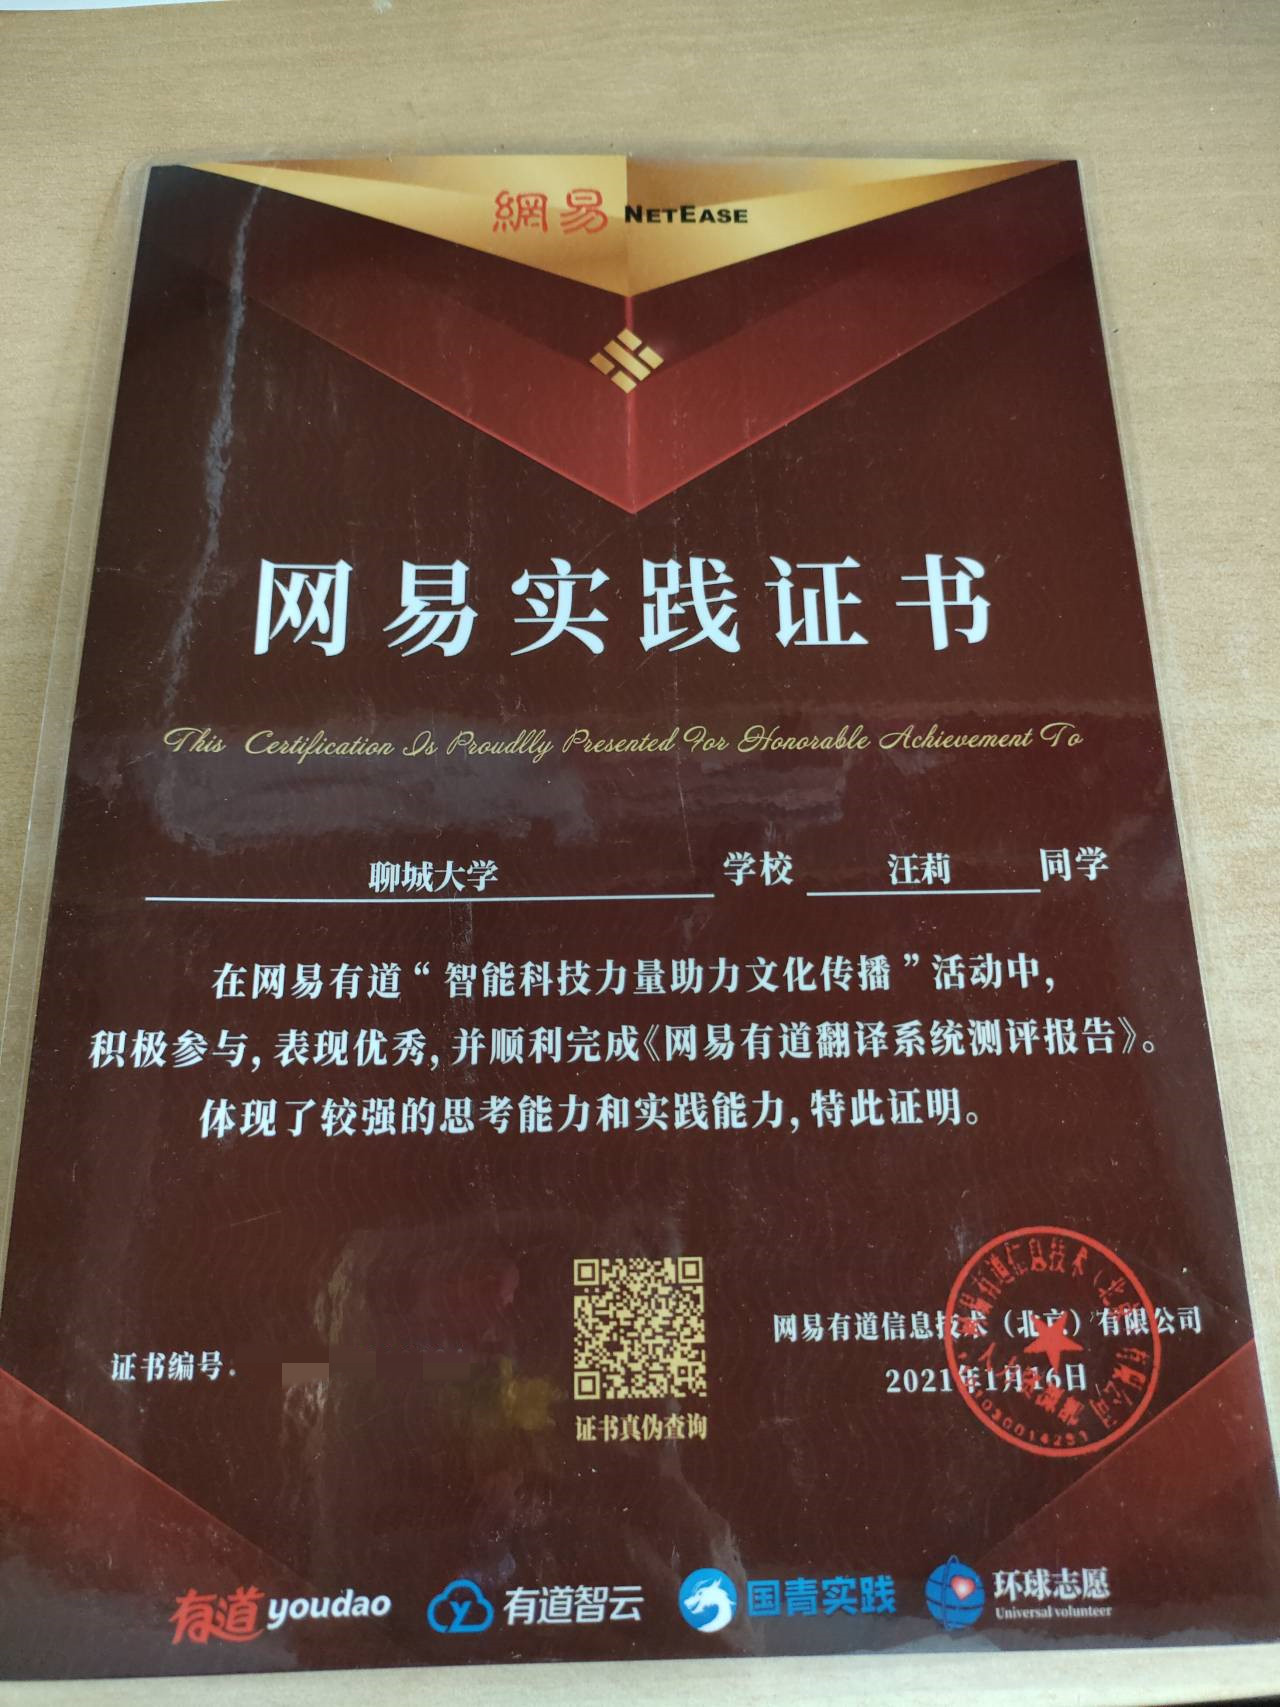 網易 NETEASE
网易实践证书
This Certification Is Proudlly Presented For Honorable Achievement To
聊城大学 学校 汪莉 同学
在网易有道“智能科技力量助力文化传播”活动中，
积极参与，表现优秀，并顺利完成《网易有道翻译系统测评报告》。
体现了较强的思考能力和实践能力，特此证明。
网易有道信息技术（北京）有限公司
证书编号.
2021年1月16日
证书真伪查询
有道 youdao 有道智云 国青实践 环球志愿
Universal volunteer